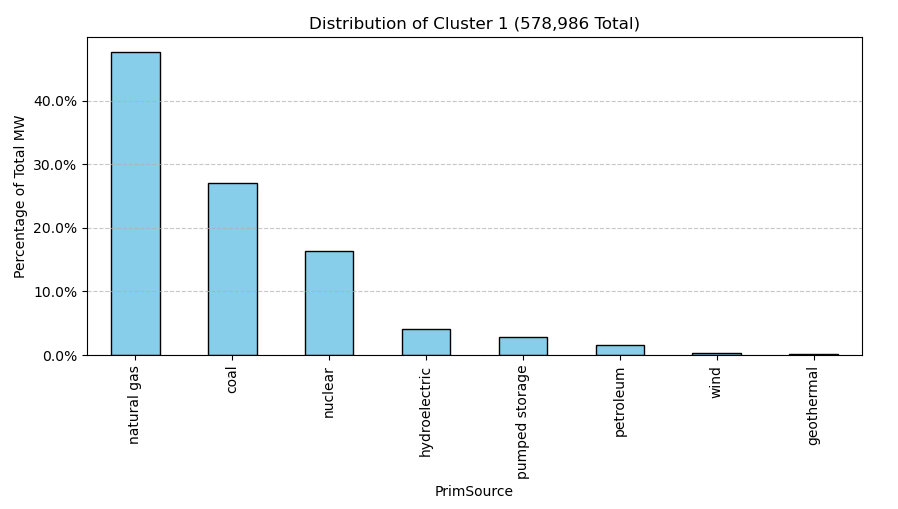 Distribution of Cluster 1 (578,986 Total)
Percentage of Total MW
40.0%
30.0%
20.0%
10.0%
0.0%
natural gas
coal
nuclear
hydroelectric
pumped storage
petroleum
wind
geothermal
PrimSource